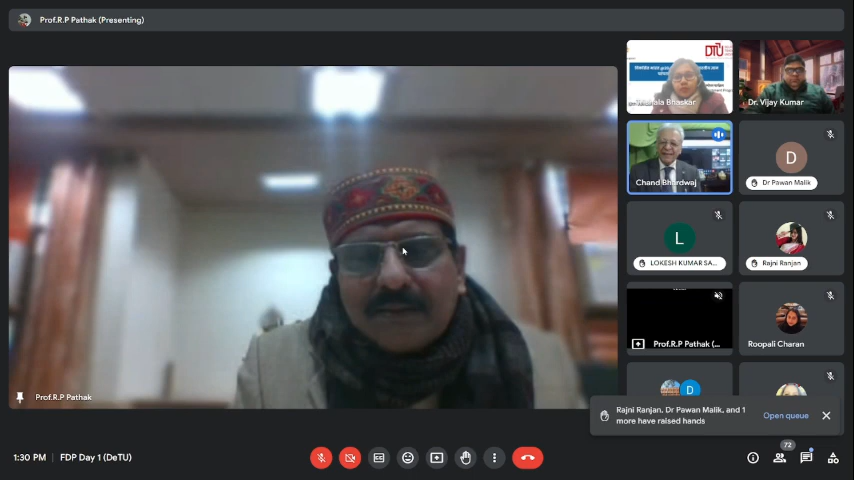 Prof.R.P Pathak (Presenting)
Prof.R.P Pathak
DTU
Bhaskar
Dr. Vijay Kumar
Chand Bhardwaj
D
Dr Pawan Malik
L
LOKESH KUMAR SA...
Rajni Ranjan
Prof.R.P Pathak (...
Roopali Charan
D
Rajni Ranjan, Dr Pawan Malik, and 1
more have raised hands
Open queue
1:30 PM | FDP Day 1 (DeTU)
72